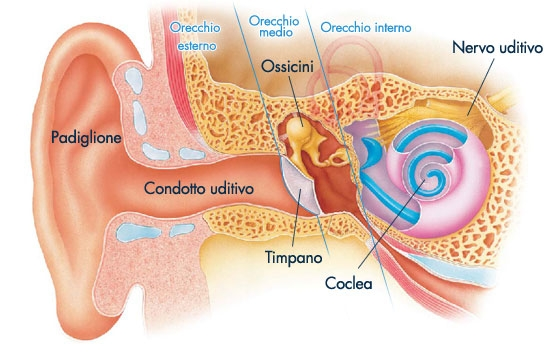 Orecchio
esterno
Orecchio
medio
Orecchio interno
Nervo uditivo
Ossicini
Padiglione
Condotto uditivo
Timpano
Coclea